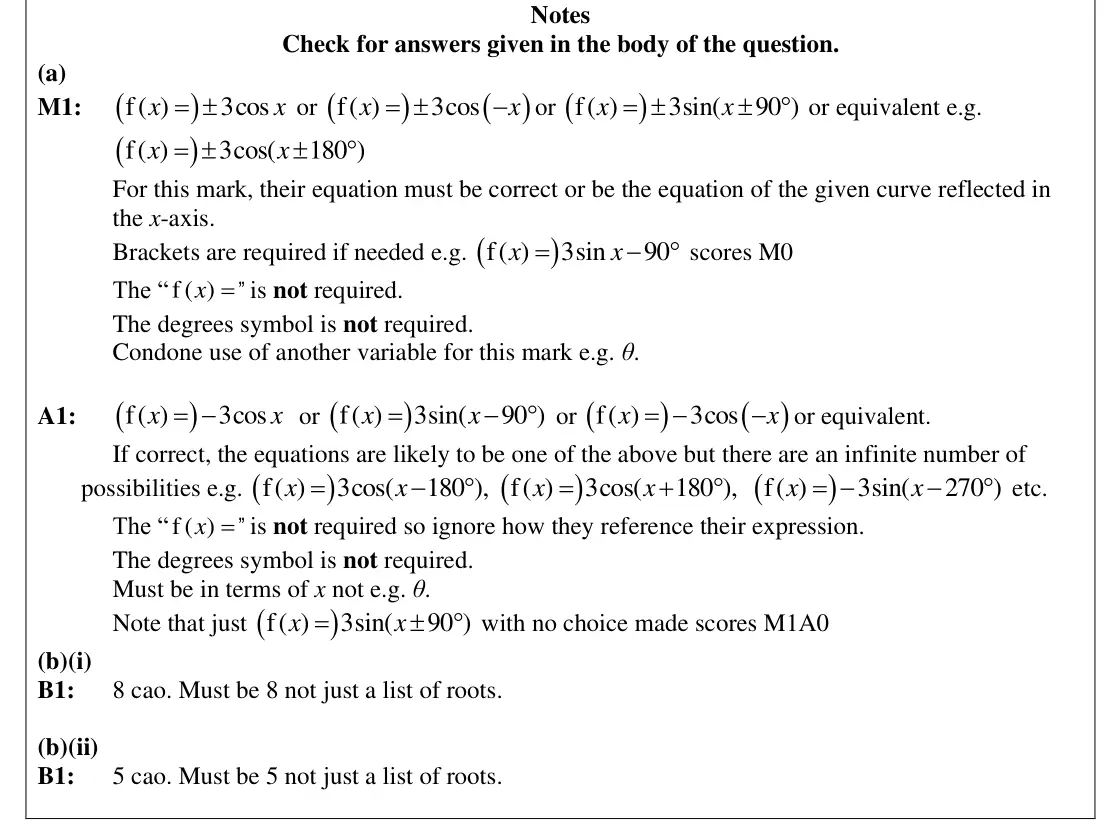 Notes
Check for answers given in the body of the question.
(a)
M1: (f(x) =)±3cos x or (f(x) =)±3cos(−x) or (f(x) =)±3sin(x±90°) or equivalent e.g.
(f(x) =)±3cos(x±180°)
For this mark, their equation must be correct or be the equation of the given curve reflected in
the x-axis.
Brackets are required if needed e.g. (f(x) =)3sin x−90° scores M0
The “f(x) =” is not required.
The degrees symbol is not required.
Condone use of another variable for this mark e.g. θ.
A1: (f(x) =)−3cos x or (f(x) =)3sin(x−90°) or (f(x) =)−3cos(−x) or equivalent.
If correct, the equations are likely to be one of the above but there are an infinite number of
possibilities e.g. (f(x) =)3cos(x−180°), (f(x) =)3cos(x+180°), (f(x) =)−3sin(x−270°) etc.
The “f(x) =” is not required so ignore how they reference their expression.
The degrees symbol is not required.
Must be in terms of x not e.g. θ.
Note that just (f(x) =)3sin(x±90°) with no choice made scores M1A0
(b)(i)
B1: 8 cao. Must be 8 not just a list of roots.
(b)(ii)
B1: 5 cao. Must be 5 not just a list of roots.